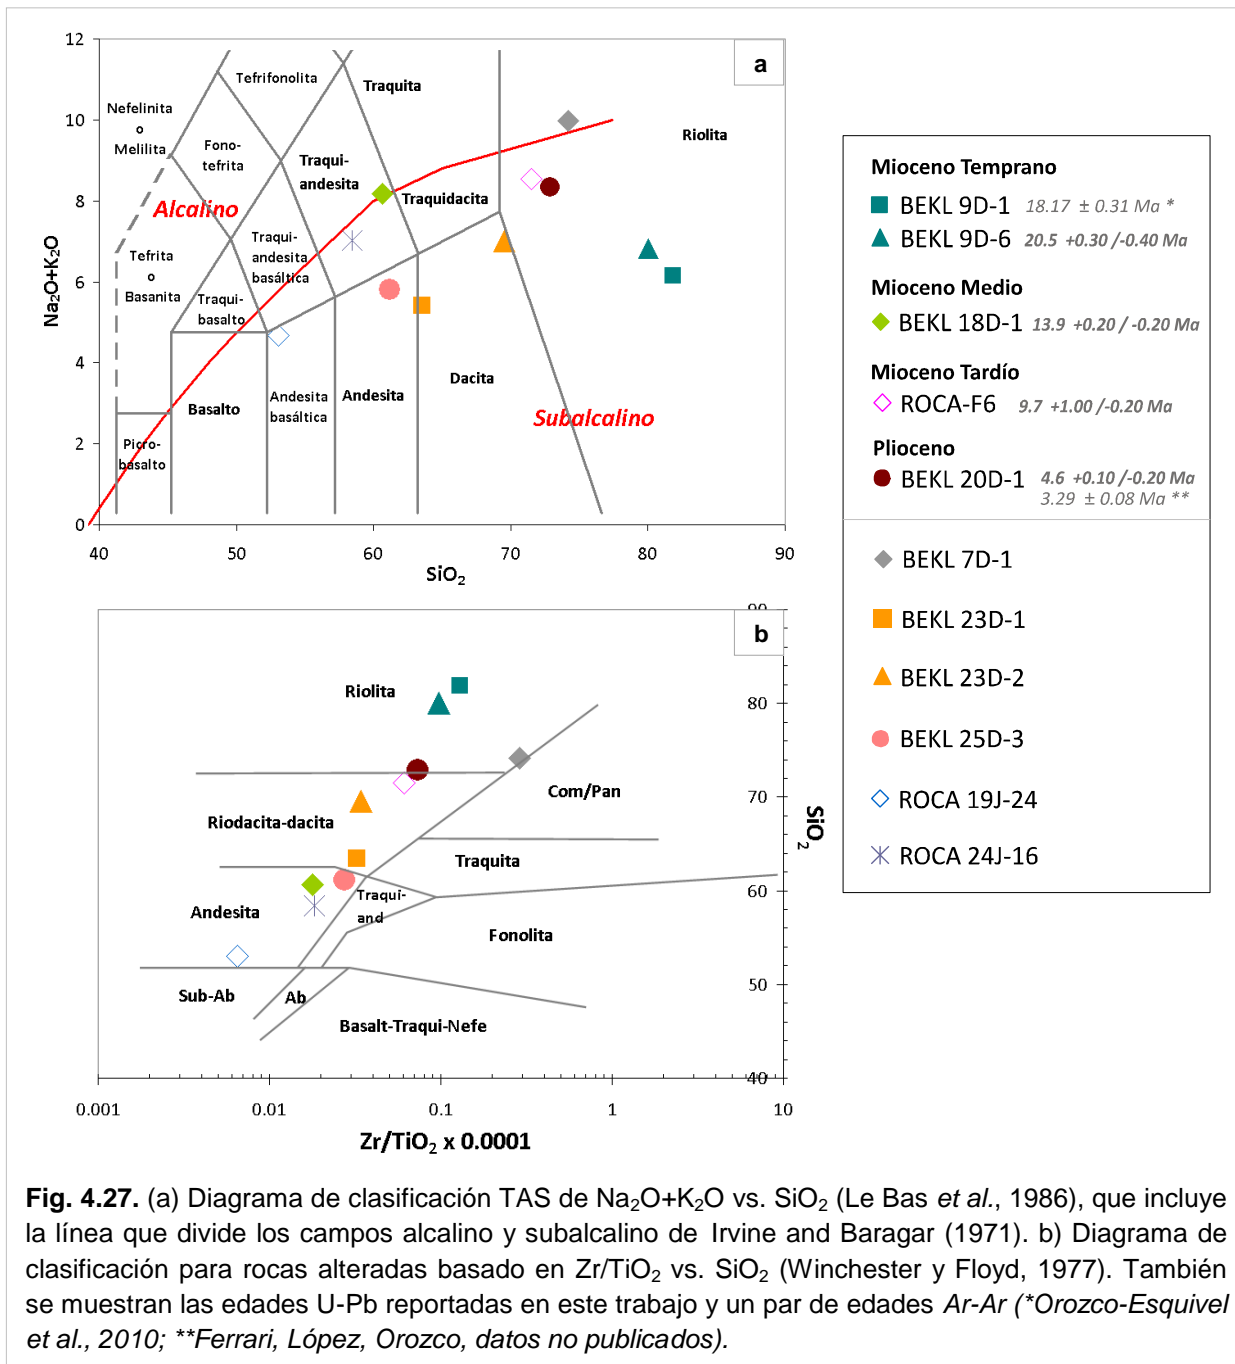 12
10
8
6
4
2
0
Na₂O+K₂O
a
Tefrifonolita
Traquita
Nefelinita
o
Melilita
Fono-
tefrita
Traqui-
andesita
Riolita
Alcalino
Traquidacita
Tefrita
o
Basanita
Traqui-
andesita
basáltica
Traqui-
basalto
Basalto
Andesita
basáltica
Andesita
Dacita
Subalcalino
Picro-
basalto
40 50 60 70 80 90
SiO₂
Mioceno Temprano
BEKL 9D-1 18.17 ± 0.31 Ma *
BEKL 9D-6 20.5 +0.30 /-0.40 Ma
Mioceno Medio
BEKL 18D-1 13.9 +0.20 / -0.20 Ma
Mioceno Tardío
ROCA-F6 9.7 +1.00 /-0.20 Ma
Plioceno
BEKL 20D-1 4.6 +0.10 /-0.20 Ma
3.29 ± 0.08 Ma **
BEKL 7D-1
BEKL 23D-1
BEKL 23D-2
BEKL 25D-3
ROCA 19J-24
ROCA 24J-16
b
90
80
70
60
50
40
SiO₂
Riolita
Com/Pan
Riodacita-dacita
Traquita
Traqui-
and
Andesita
Fonolita
Sub-Ab
Ab
Basalt-Traqui-Nefe
0.001 0.01 0.1 1 10
Zr/TiO₂ x 0.0001
Fig. 4.27. (a) Diagrama de clasificación TAS de Na₂O+K₂O vs. SiO₂ (Le Bas et al., 1986), que incluye
la línea que divide los campos alcalino y subalcalino de Irvine and Baragar (1971). b) Diagrama de
clasificación para rocas alteradas basado en Zr/TiO₂ vs. SiO₂ (Winchester y Floyd, 1977). También
se muestran las edades U-Pb reportadas en este trabajo y un par de edades Ar-Ar (*Orozco-Esquivel
et al., 2010; **Ferrari, López, Orozco, datos no publicados).